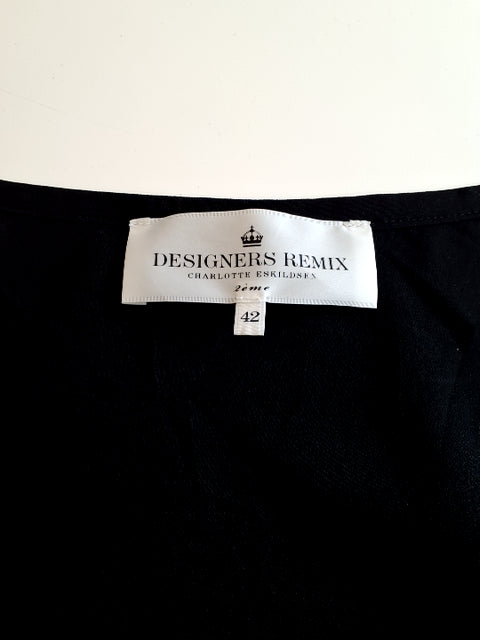 DESIGNERS REMIX
CHARLOTTE ESKILDSEN
2ème
42